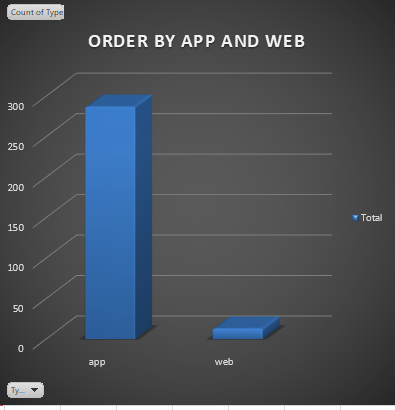 Count of Type
ORDER BY APP AND WEB
300
250
200
150
100
50
0
app
web
Total
Ty...